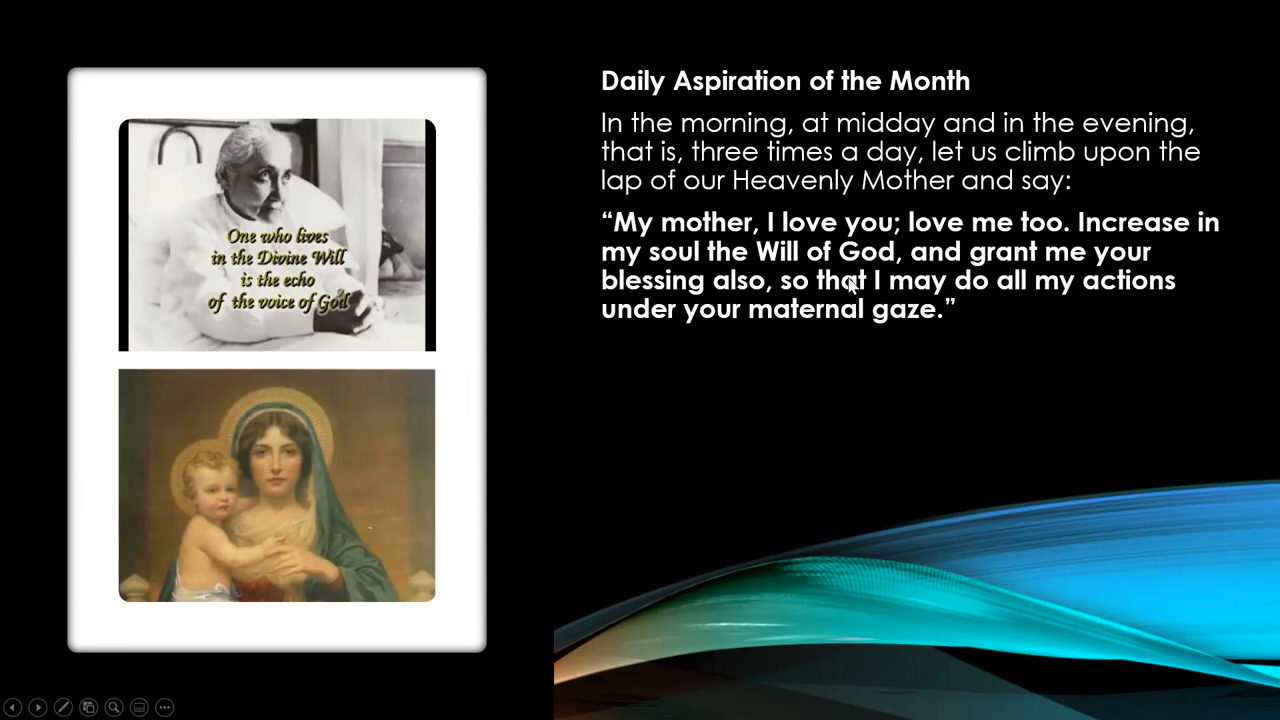 One who lives
in the Divine Will
is the echo
of the voice of God
Daily Aspiration of the Month
In the morning, at midday and in the evening,
that is, three times a day, let us climb upon the
lap of our Heavenly Mother and say:
“My mother, I love you; love me too. Increase in
my soul the Will of God, and grant me your
blessing also, so that I may do all my actions
under your maternal gaze.”